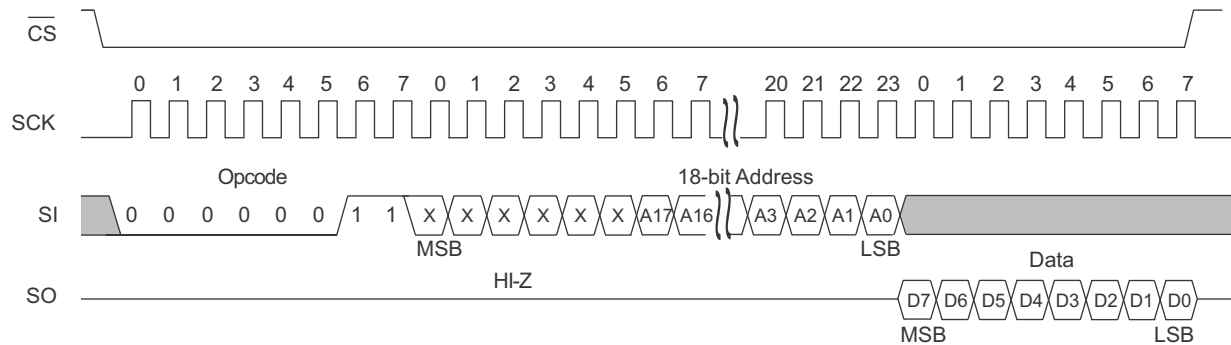 CS
0 1 2 3 4 5 6 7 0 1 2 3 4 5 6 7 20 21 22 23 0 1 2 3 4 5 6 7
SCK
Opcode 18-bit Address
SI 0 0 0 0 0 0 1 1 X X X X X X A17 A16 A3 A2 A1 A0
MSB LSB
HI-Z Data
SO D7 D6 D5 D4 D3 D2 D1 D0
MSB LSB